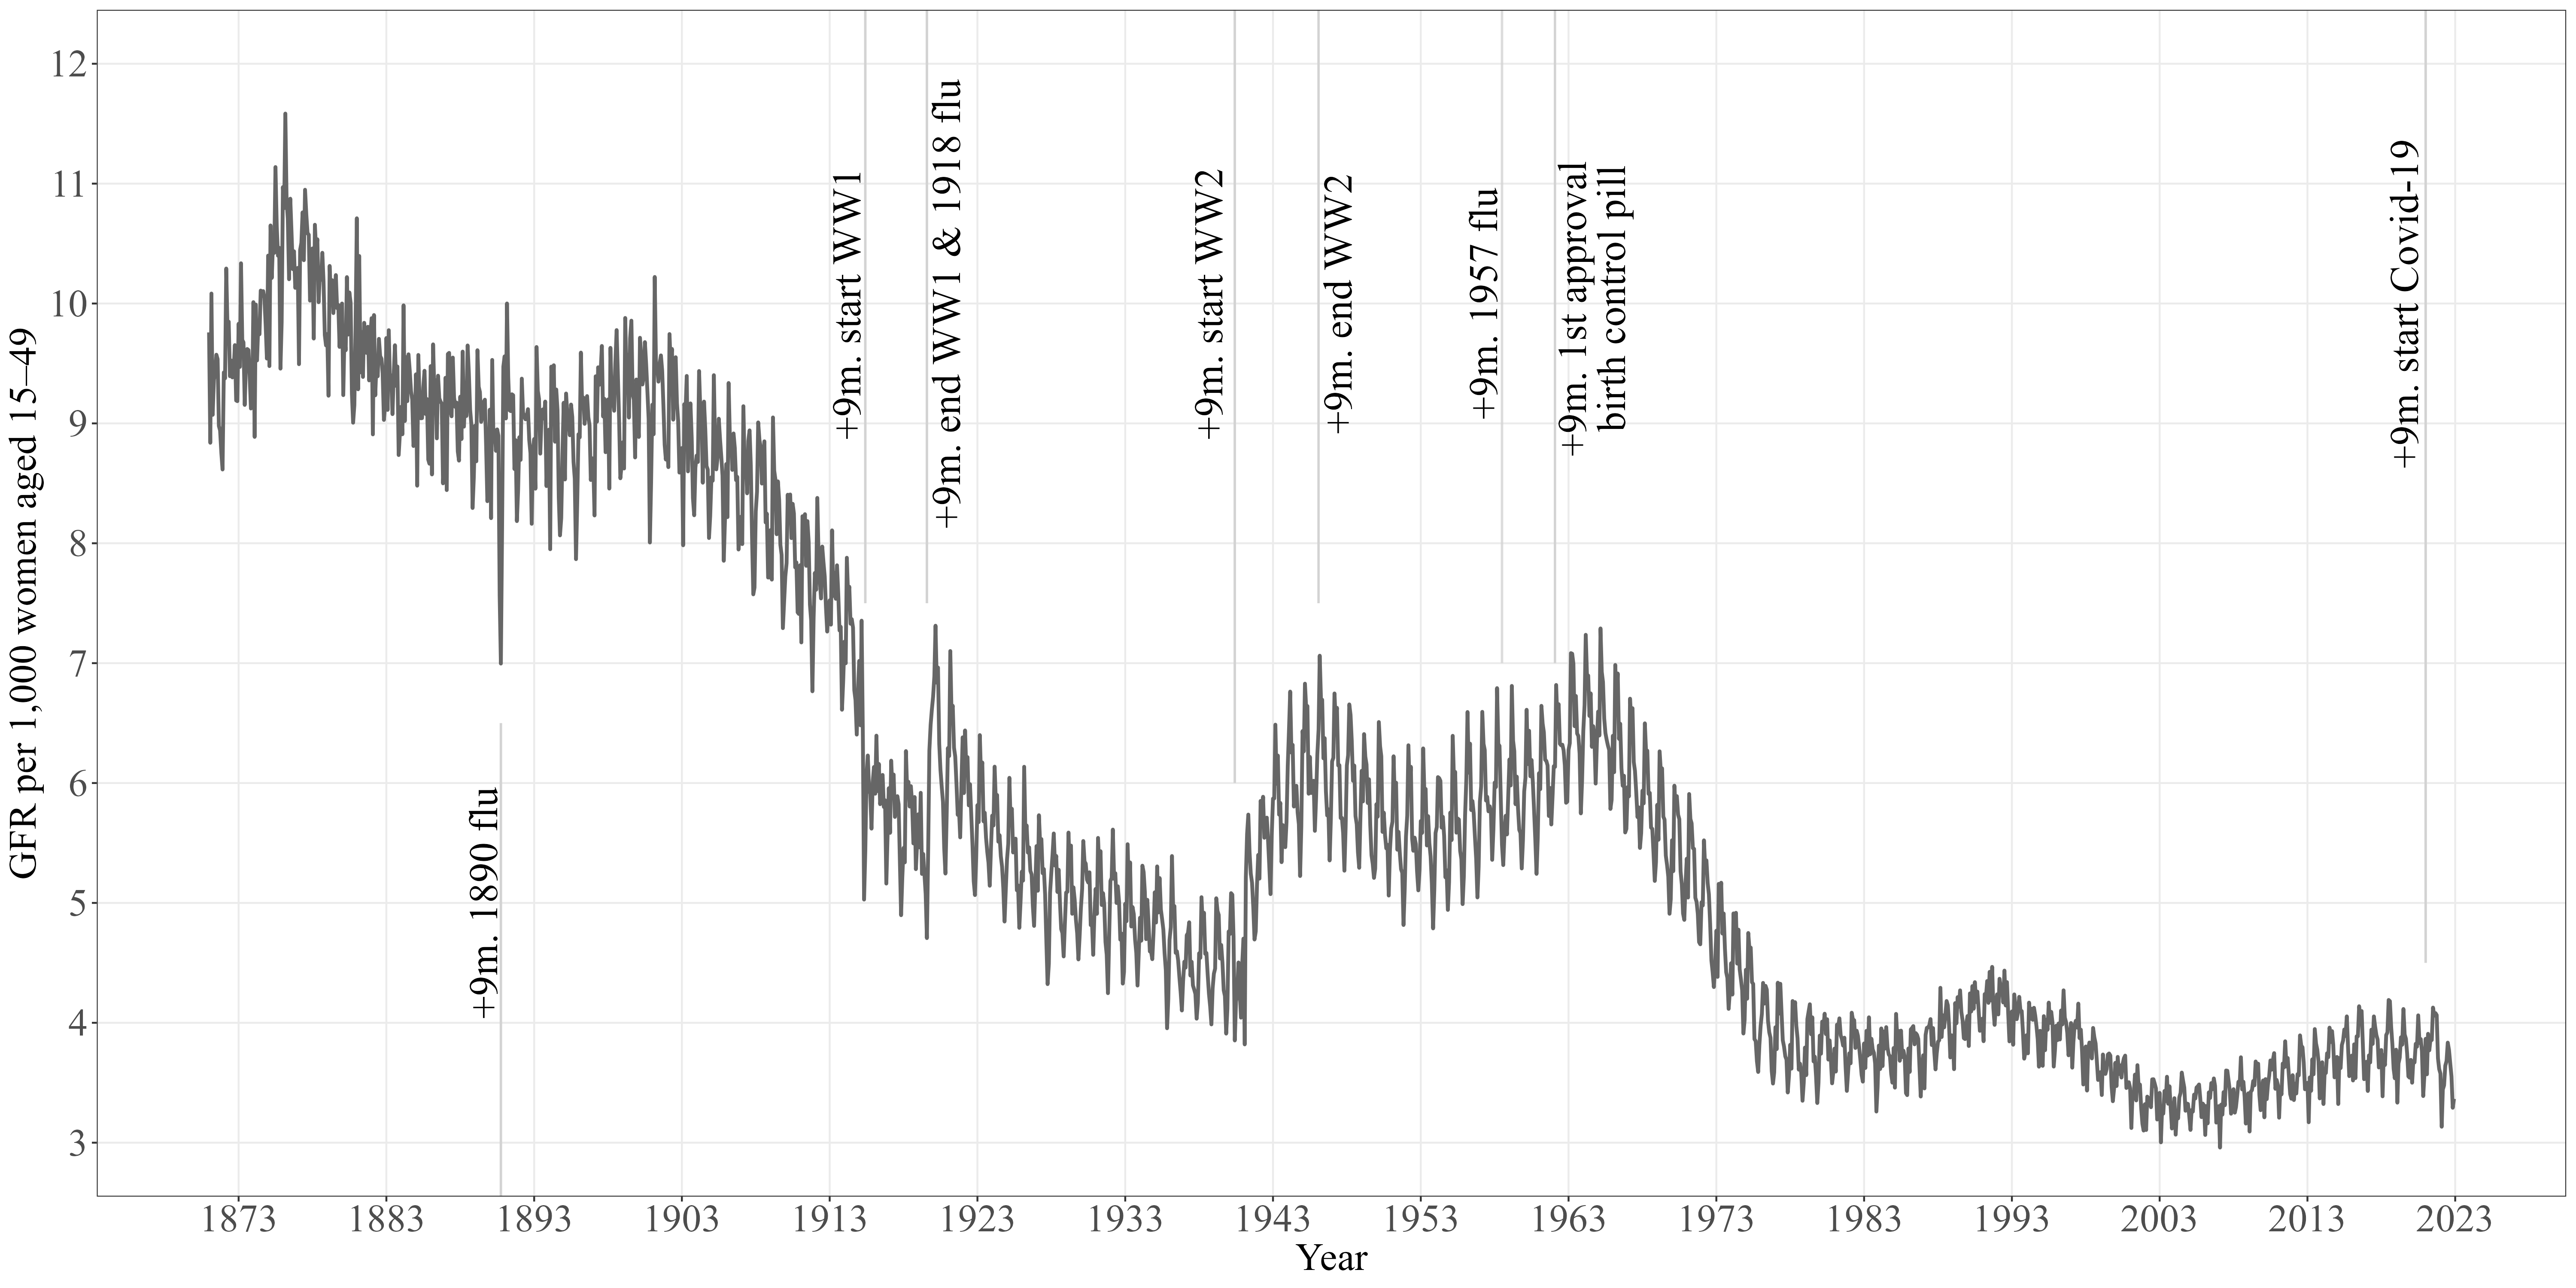 GFR per 1,000 women aged 15–49
12
11
10
9
8
7
6
5
4
3
+9m. 1890 flu
+9m. start WW1
+9m. end WW1 & 1918 flu
+9m. start WW2
+9m. end WW2
+9m. 1957 flu
+9m. 1st approval
birth control pill
+9m. start Covid-19
1873
1883
1893
1903
1913
1923
1933
1943
1953
1963
1973
1983
1993
2003
2013
2023
Year